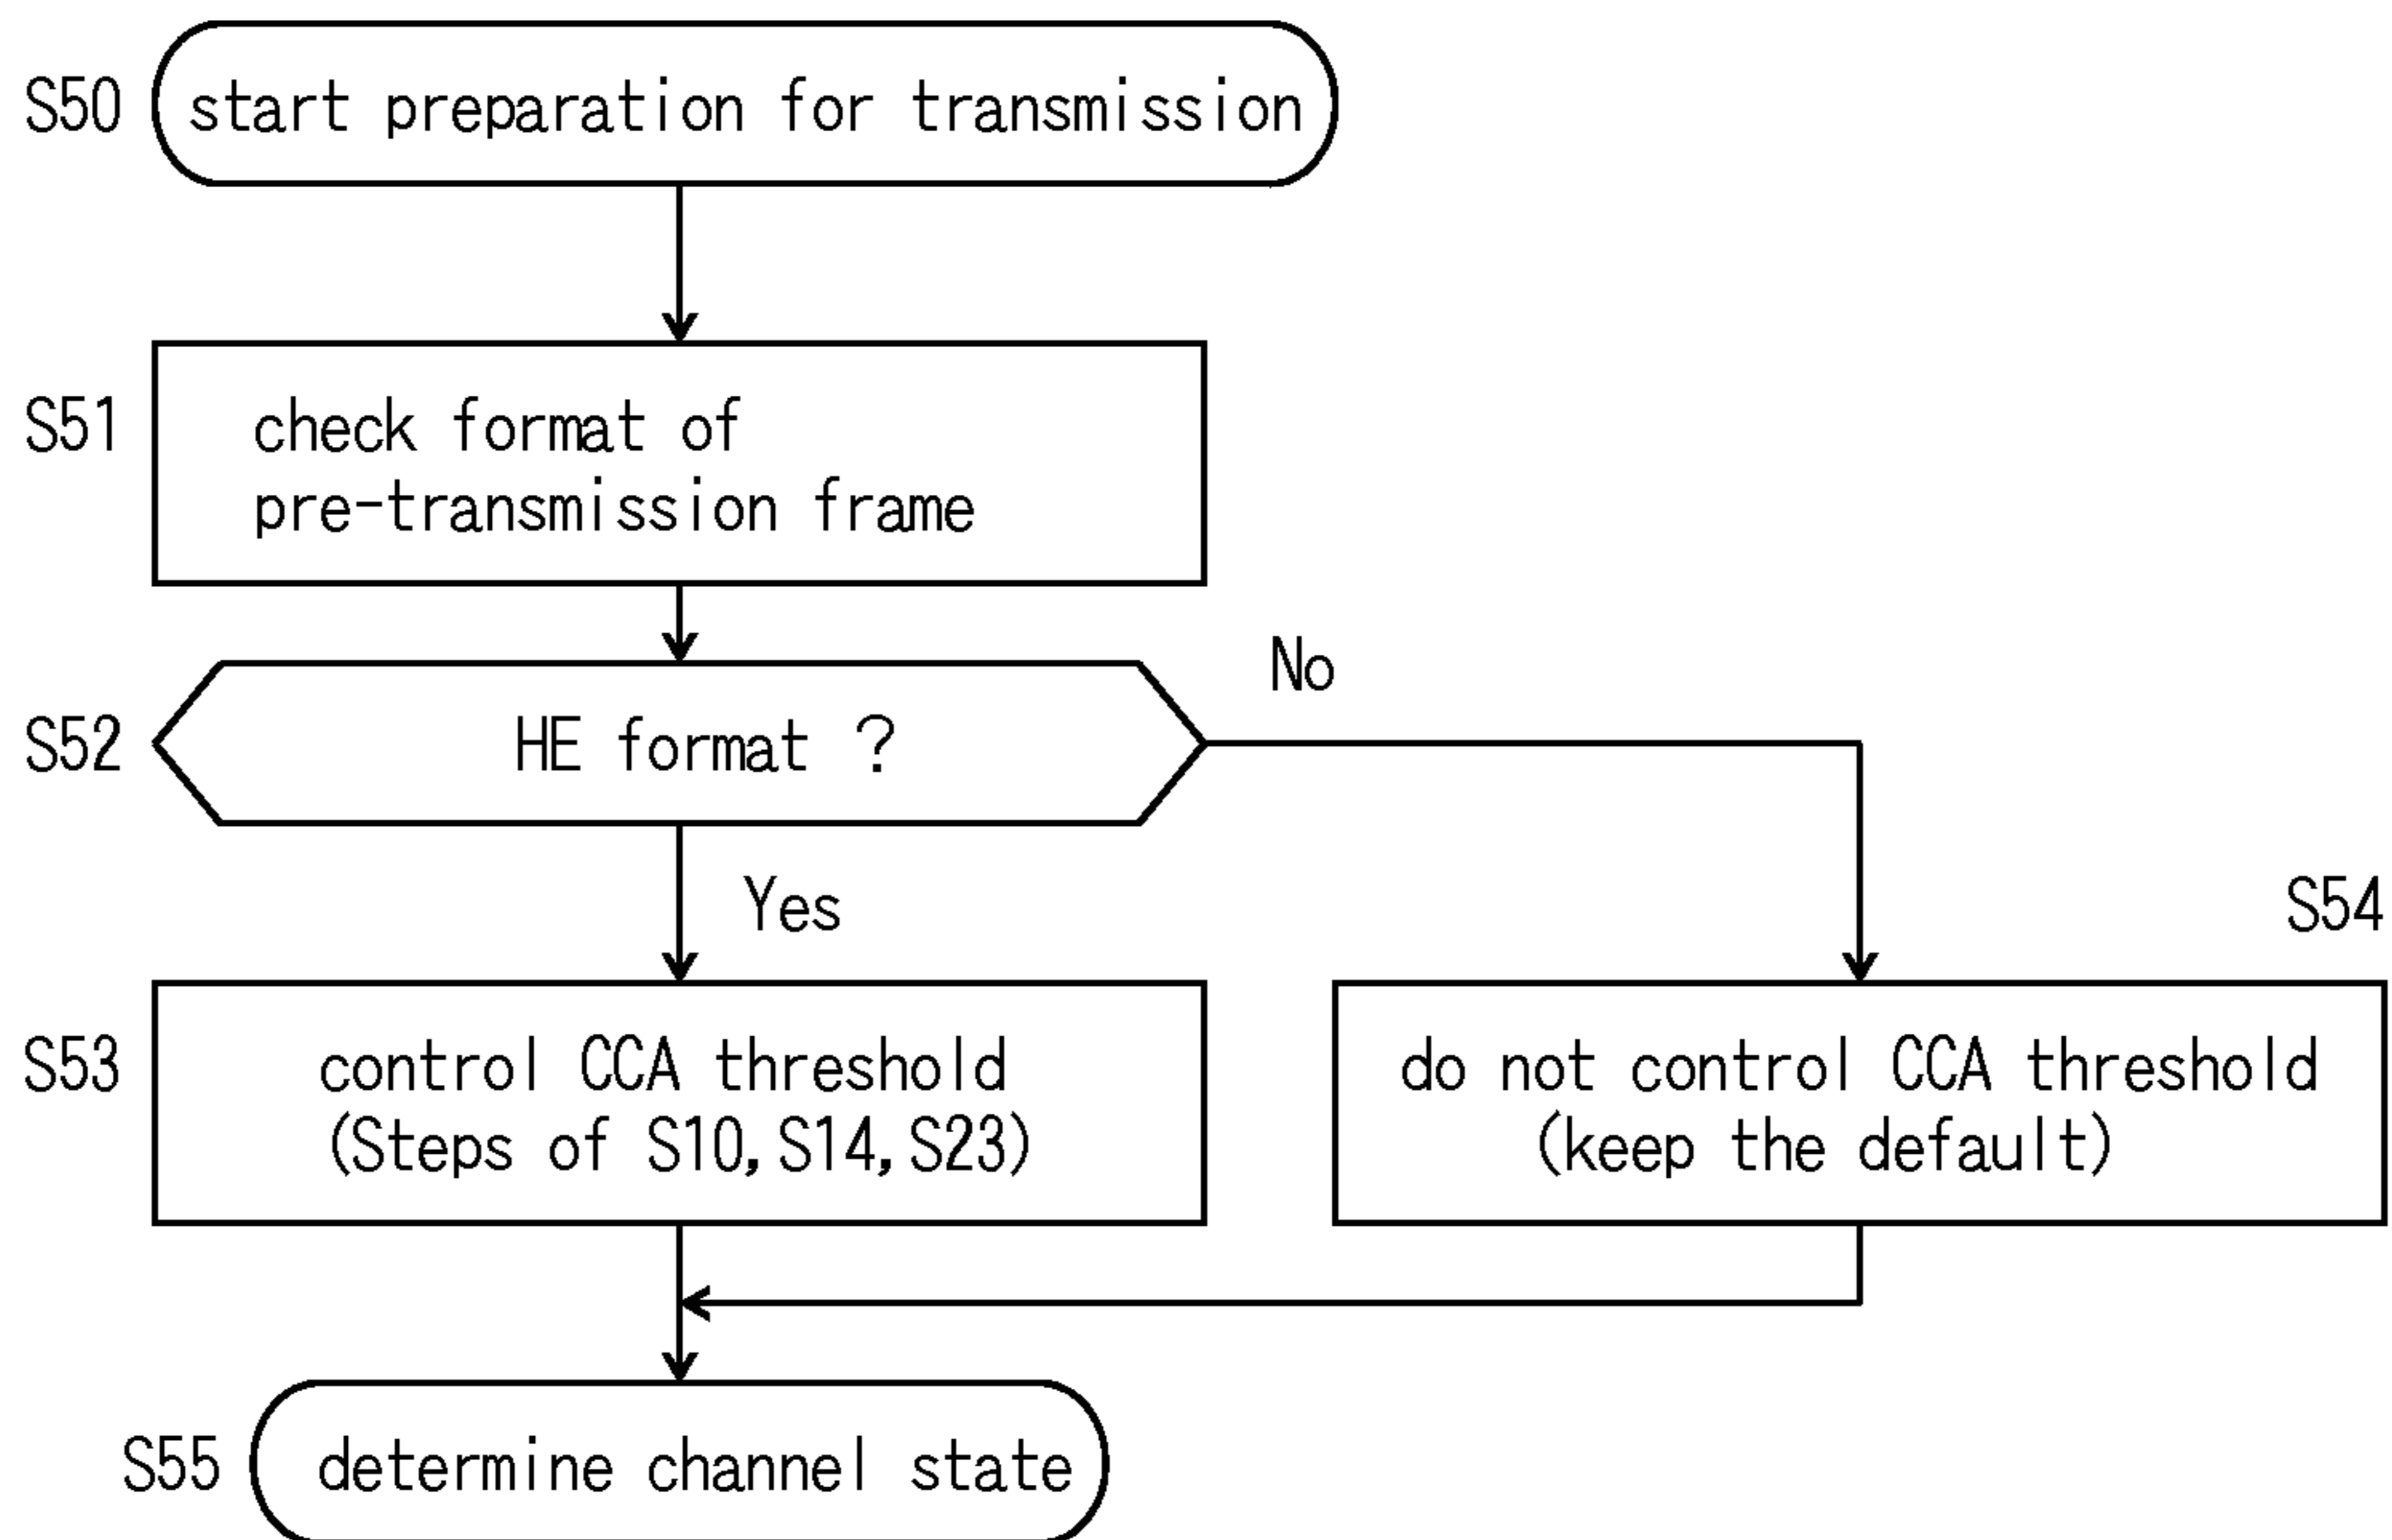 S50
start preparation for transmission
S51
check format of
pre-transmission frame
No
S52
HE format ?
Yes
S54
S53
control CCA threshold
(Steps of S10, S14, S23)
do not control CCA threshold
(keep the default)
S55
determine channel state